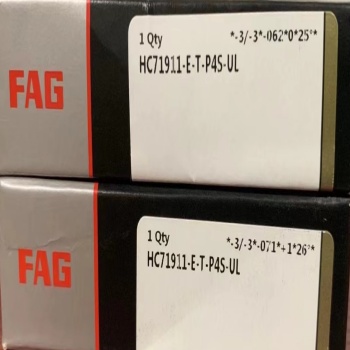 1 Qty *-3/-3*-062*0*25°*
HC71911-E-T-P4S-UL
FAG
1 Qty *-3/-3*-071*+1*26°*
HC71911-E-T-P4S-UL
FAG